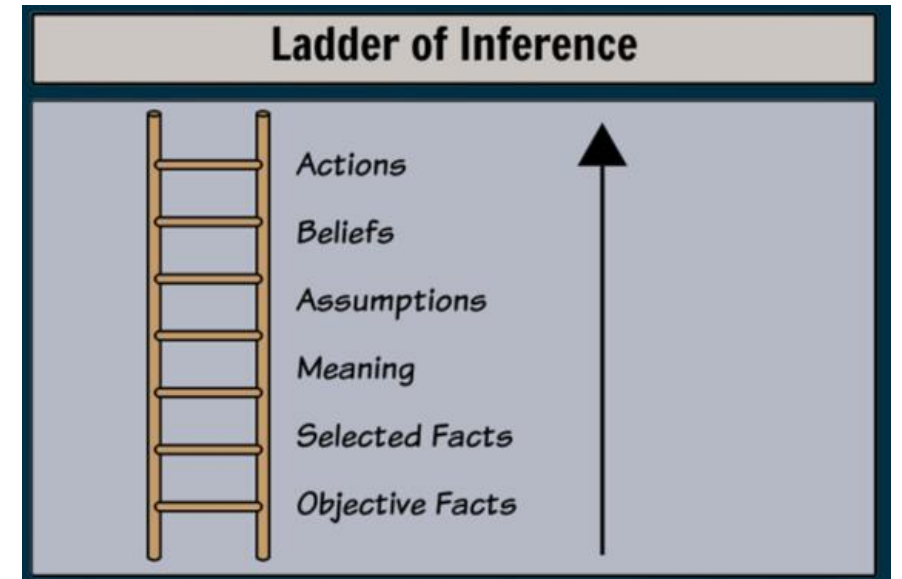 Ladder of Inference
Actions
Beliefs
Assumptions
Meaning
Selected Facts
Objective Facts